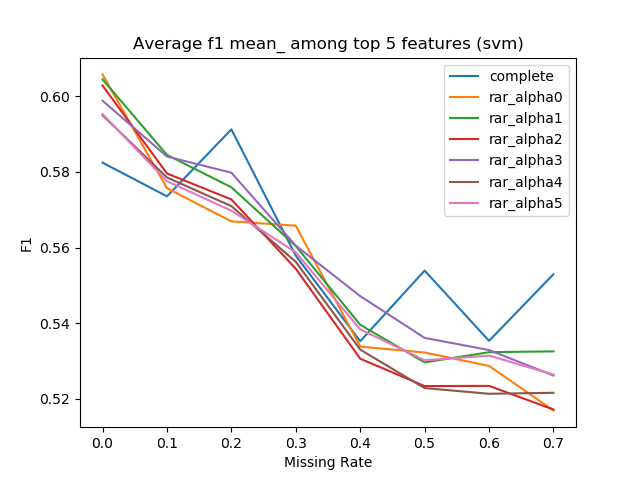 Average f1 mean_ among top 5 features (svm)
complete
rar_alpha0
rar_alpha1
rar_alpha2
rar_alpha3
rar_alpha4
rar_alpha5
0.60
0.58
0.56
0.54
0.52
F1
0.0 0.1 0.2 0.3 0.4 0.5 0.6 0.7
Missing Rate